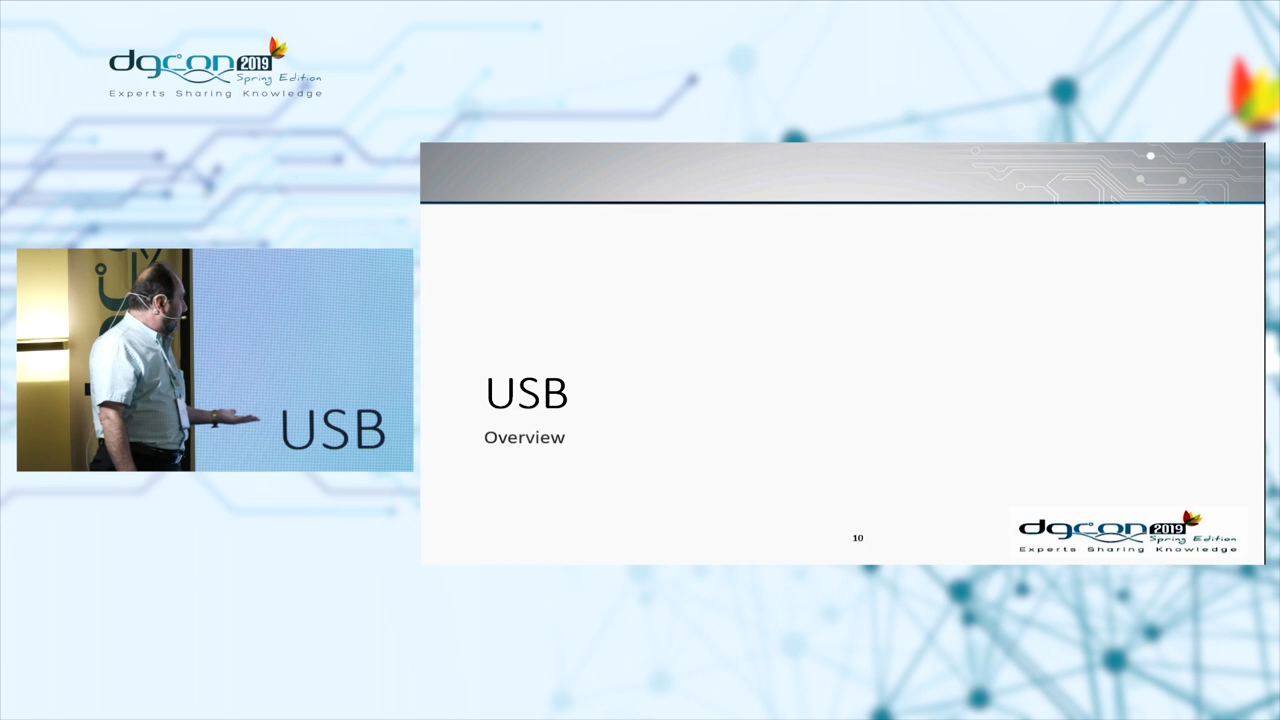 dgcon 2019
Spring Edition
Experts Sharing Knowledge
USB
USB
Overview
10
dgcon 2019
Spring Edition
Experts Sharing Knowledge